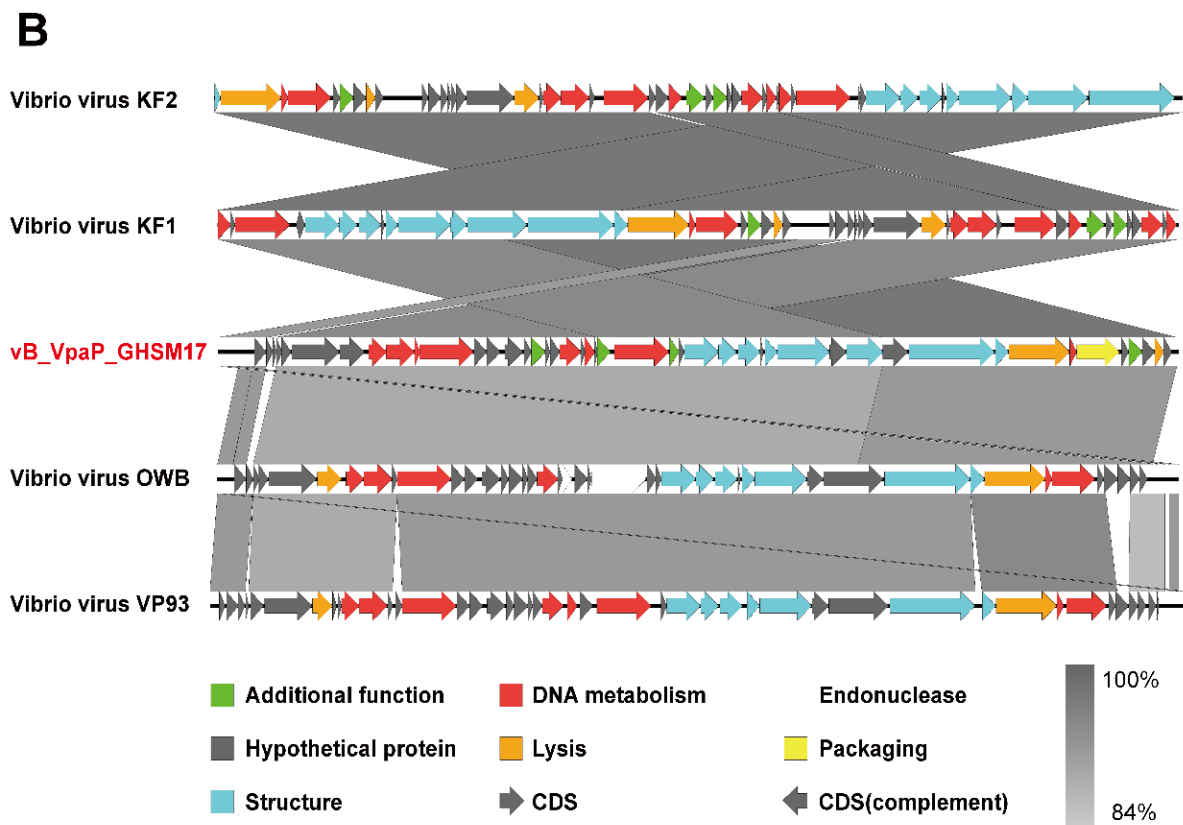 B
Vibrio virus KF2
Vibrio virus KF1
vB_VpaP_GHSM17
Vibrio virus OWB
Vibrio virus VP93
Additional function
DNA metabolism
Endonuclease
100%
Hypothetical protein
Lysis
Packaging
Structure
CDS
CDS(complement)
84%